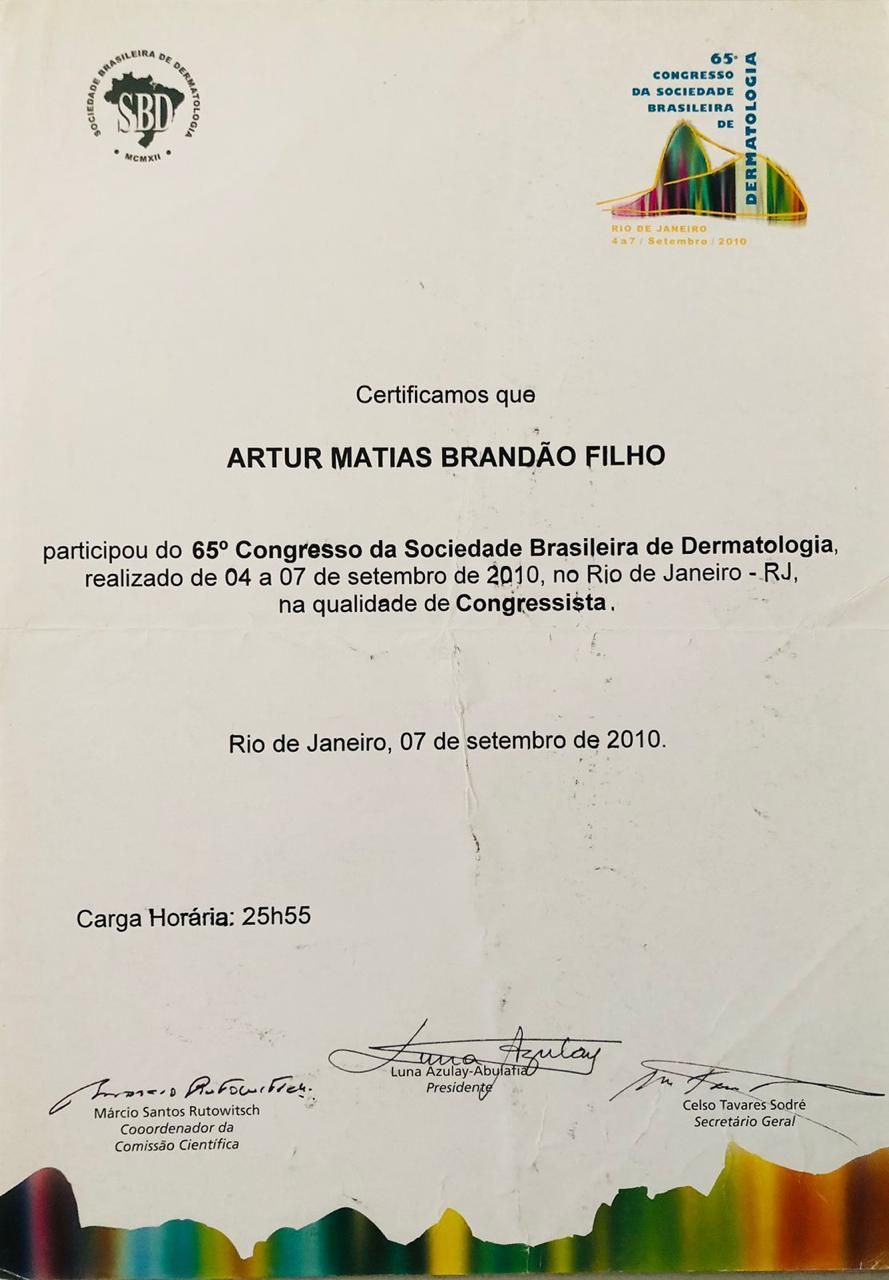 SOCIEDADE BRASILEIRA DE DERMATOLOGIA
SBD
• MCMXII •
65º
CONGRESSO
DA SOCIEDADE
BRASILEIRA
DE
DERMATOLOGIA
RIO DE JANEIRO
4 a 7 / Setembro / 2010
Certificamos que
ARTUR MATIAS BRANDÃO FILHO
participou do 65º Congresso da Sociedade Brasileira de Dermatologia,
realizado de 04 a 07 de setembro de 2010, no Rio de Janeiro - RJ,
na qualidade de Congressista.
Rio de Janeiro, 07 de setembro de 2010.
Carga Horária: 25h55
Luna Azulay
Luna Azulay-Abulafia
Presidente
Marcio Rutowitsch
Márcio Santos Rutowitsch
Cooordenador da
Comissão Científica
Celso Tavares Sodré
Secretário Geral